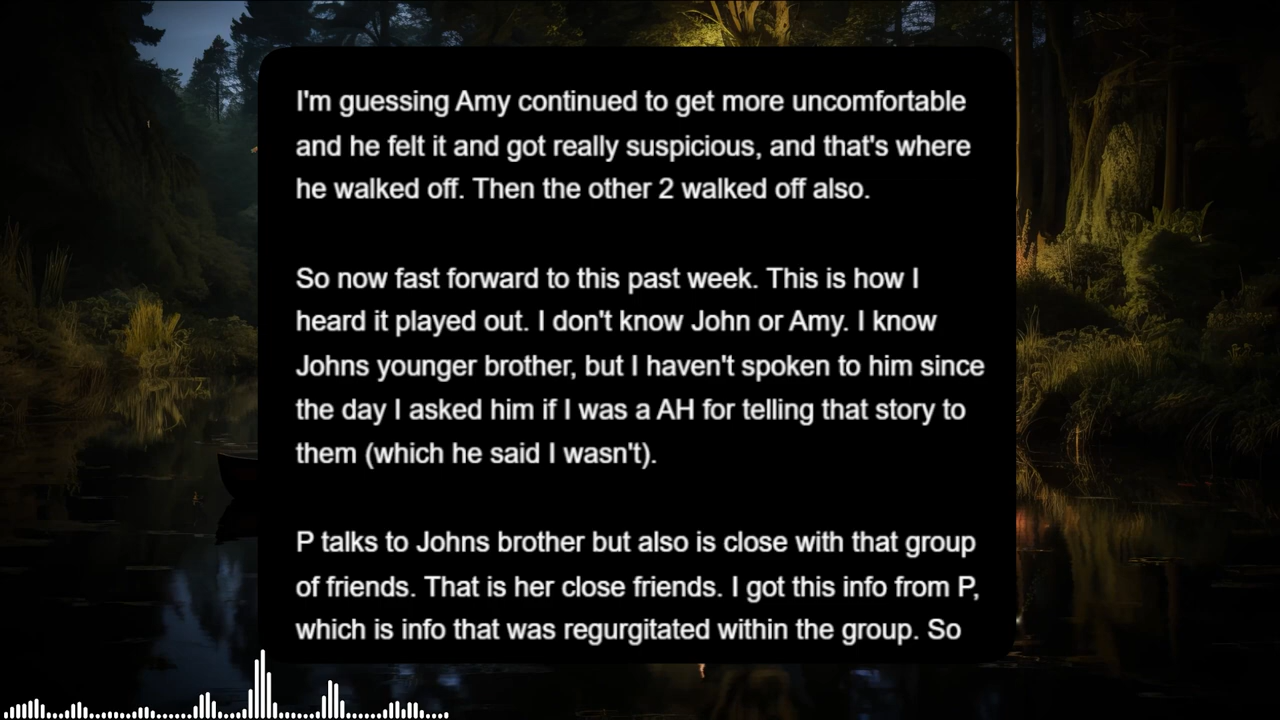 I'm guessing Amy continued to get more uncomfortable
and he felt it and got really suspicious, and that's where
he walked off. Then the other 2 walked off also.
So now fast forward to this past week. This is how I
heard it played out. I don't know John or Amy. I know
Johns younger brother, but I haven't spoken to him since
the day I asked him if I was a AH for telling that story to
them (which he said I wasn't).
P talks to Johns brother but also is close with that group
of friends. That is her close friends. I got this info from P,
which is info that was regurgitated within the group. So